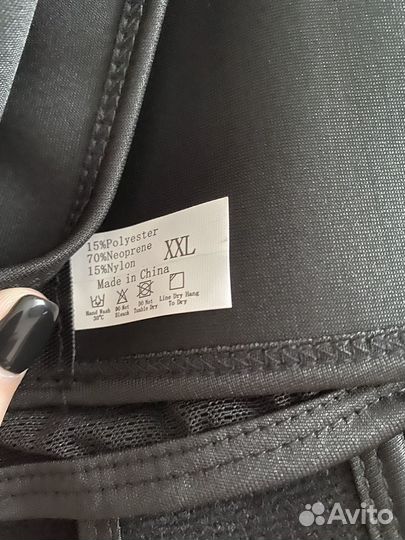 15%Polyester
70%Neoprene
15%Nylon
XXL
Made in China
Hand Wash
30°C
DO Not
Bleach
DO Not
Tumble Dry
Line Dry Hang
To Dry
Avito